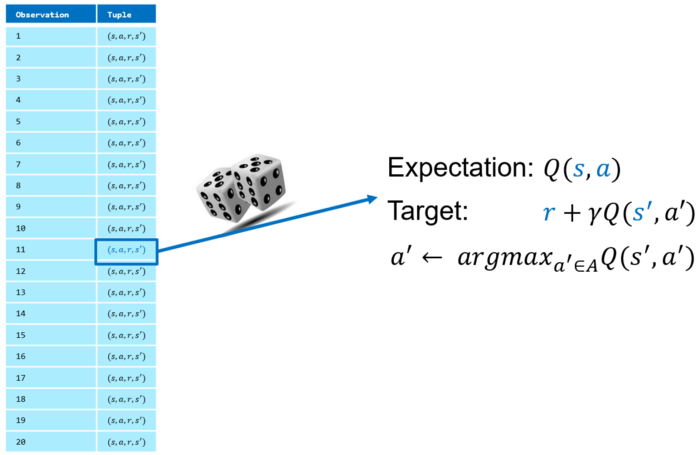 Observation Tuple
1 (s, a, r, s′)
2 (s, a, r, s′)
3 (s, a, r, s′)
4 (s, a, r, s′)
5 (s, a, r, s′)
6 (s, a, r, s′)
7 (s, a, r, s′)
8 (s, a, r, s′)
9 (s, a, r, s′)
10 (s, a, r, s′)
11 (s, a, r, s′)
12 (s, a, r, s′)
13 (s, a, r, s′)
14 (s, a, r, s′)
15 (s, a, r, s′)
16 (s, a, r, s′)
17 (s, a, r, s′)
18 (s, a, r, s′)
19 (s, a, r, s′)
20 (s, a, r, s′)
Expectation: Q(s, a)
Target: r + γQ(s′, a′)
a′ ← argmax_{a′∈A}Q(s′, a′)